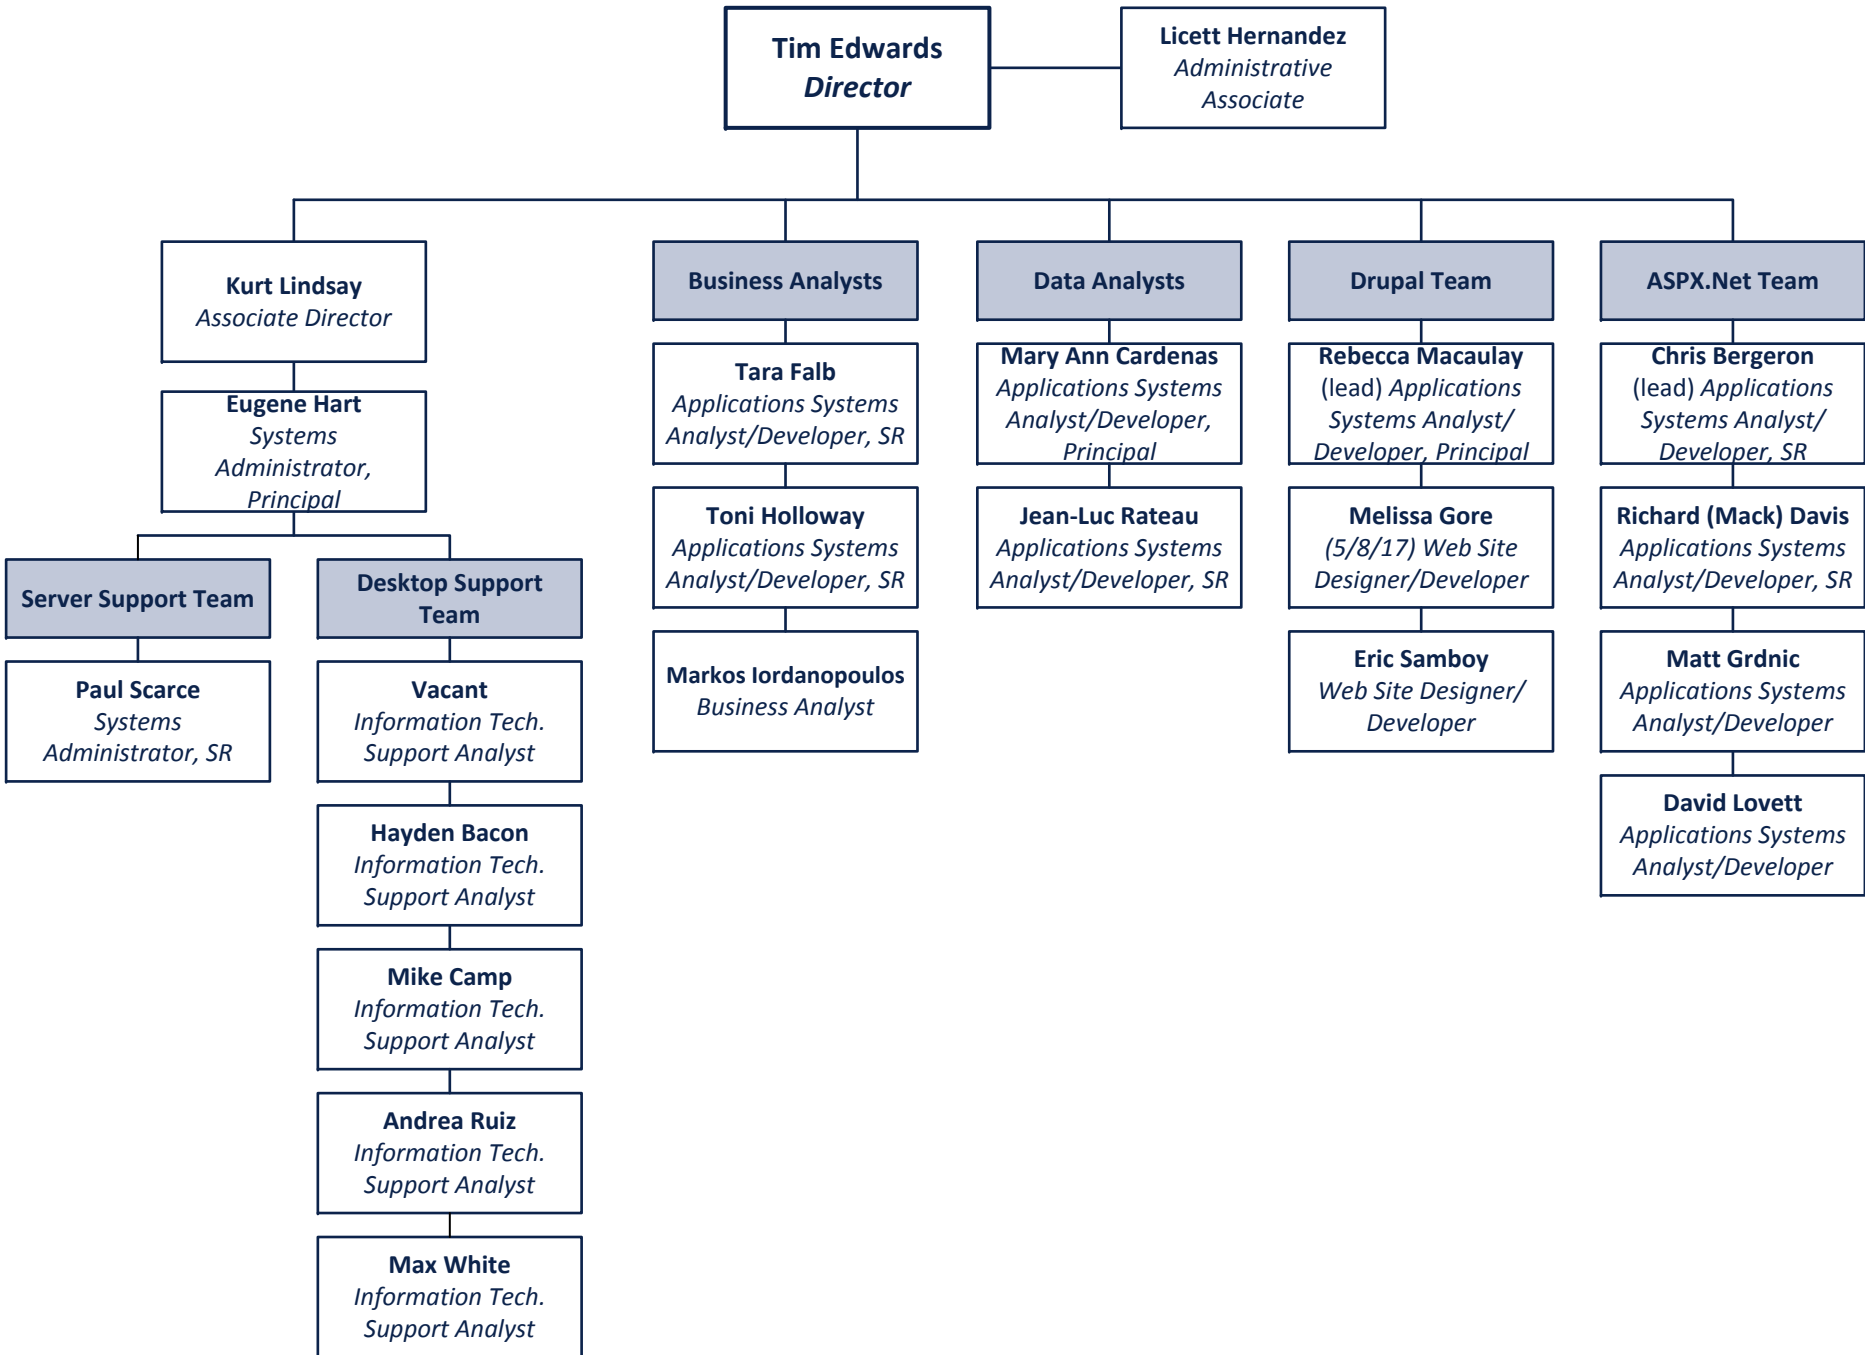 Tim Edwards
Director
Licett Hernandez
Administrative
Associate
Kurt Lindsay
Associate Director
Eugene Hart
Systems
Administrator,
Principal
Server Support Team
Paul Scarce
Systems
Administrator, SR
Desktop Support
Team
Vacant
Information Tech.
Support Analyst
Hayden Bacon
Information Tech.
Support Analyst
Mike Camp
Information Tech.
Support Analyst
Andrea Ruiz
Information Tech.
Support Analyst
Max White
Information Tech.
Support Analyst
Business Analysts
Tara Falb
Applications Systems
Analyst/Developer, SR
Toni Holloway
Applications Systems
Analyst/Developer, SR
Markos Iordanopoulos
Business Analyst
Data Analysts
Mary Ann Cardenas
Applications Systems
Analyst/Developer,
Principal
Jean-Luc Rateau
Applications Systems
Analyst/Developer, SR
Drupal Team
Rebecca Macaulay
(lead) Applications
Systems Analyst/
Developer, Principal
Melissa Gore
(5/8/17) Web Site
Designer/Developer
Eric Samboy
Web Site Designer/
Developer
ASPX.Net Team
Chris Bergeron
(lead) Applications
Systems Analyst/
Developer, SR
Richard (Mack) Davis
Applications Systems
Analyst/Developer, SR
Matt Grdnic
Applications Systems
Analyst/Developer
David Lovett
Applications Systems
Analyst/Developer